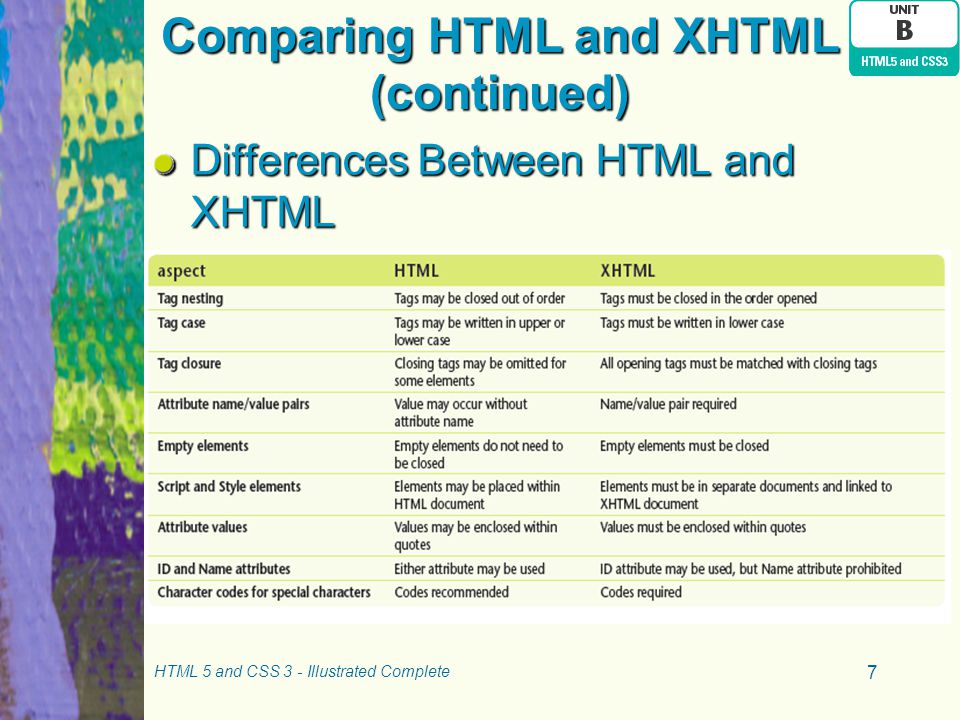 Comparing HTML and XHTML
(continued)
UNIT
B
HTML5 and CSS3
Differences Between HTML and
XHTML
aspect HTML XHTML
Tag nesting Tags may be closed out of order Tags must be closed in the order opened
Tag case Tags may be written in upper or
lower case Tags must be written in lower case
Tag closure Closing tags may be omitted for
some elements All opening tags must be matched with closing tags
Attribute name/value pairs Value may occur without
attribute name Name/value pair required
Empty elements Empty elements do not need to
be closed Empty elements must be closed
Script and Style elements Elements may be placed within
HTML document Elements must be in separate documents and linked to
XHTML document
Attribute values Values may be enclosed within
quotes Values must be enclosed within quotes
ID and Name attributes Either attribute may be used ID attribute may be used, but Name attribute prohibited
Character codes for special characters Codes recommended Codes required
HTML 5 and CSS 3 - Illustrated Complete
7